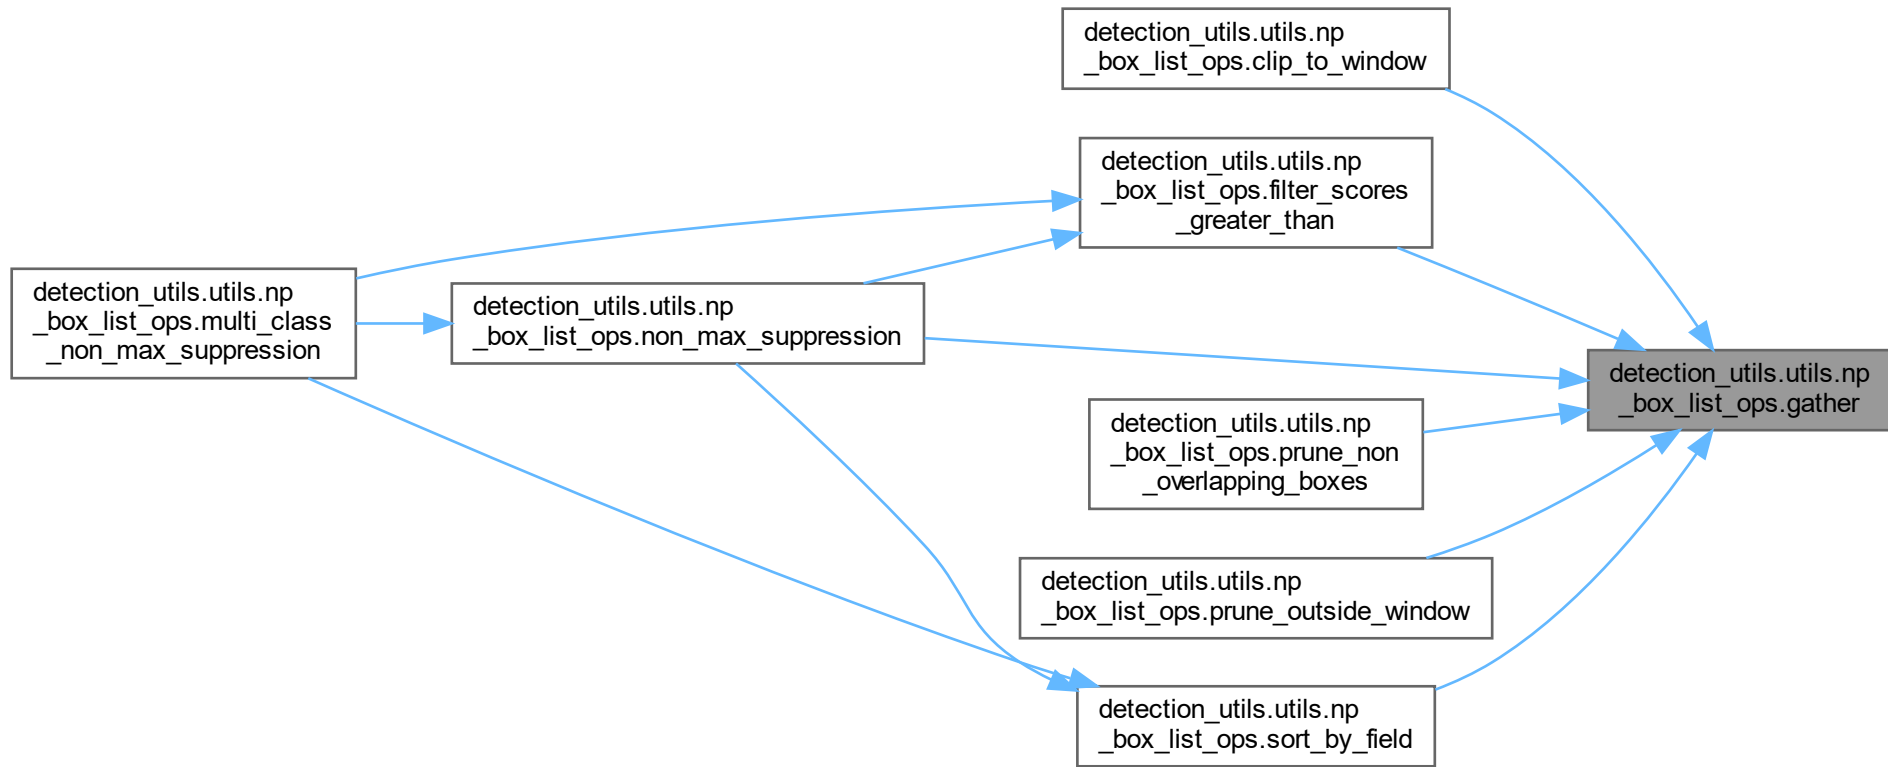 detection_utils.utils.np
_box_list_ops.clip_to_window
detection_utils.utils.np
_box_list_ops.filter_scores
_greater_than
detection_utils.utils.np
_box_list_ops.multi_class
_non_max_suppression
detection_utils.utils.np
_box_list_ops.non_max_suppression
detection_utils.utils.np
_box_list_ops.gather
detection_utils.utils.np
_box_list_ops.prune_non
_overlapping_boxes
detection_utils.utils.np
_box_list_ops.prune_outside_window
detection_utils.utils.np
_box_list_ops.sort_by_field